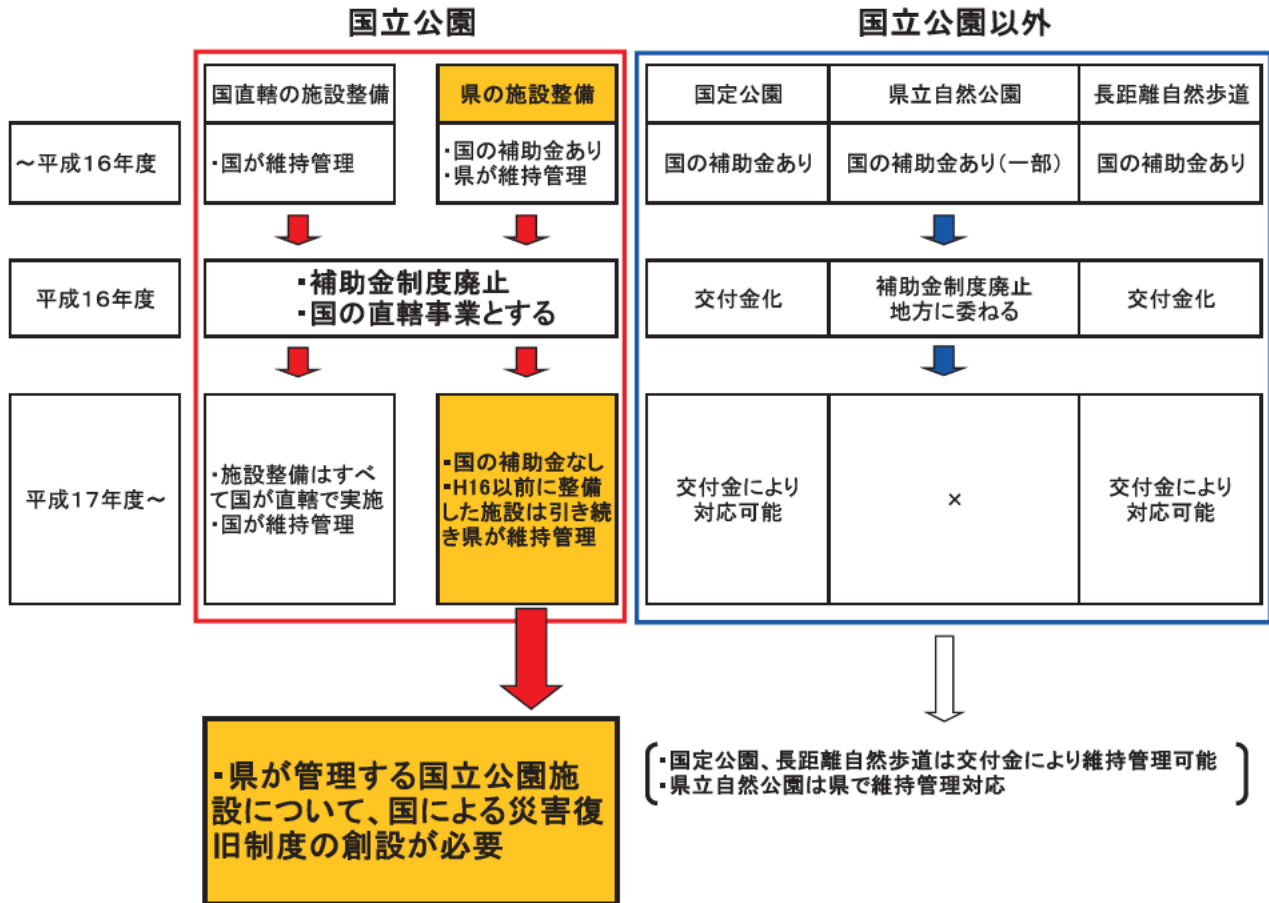 国立公園
国立公園以外
国直轄の施設整備
県の施設整備
国定公園
県立自然公園
長距離自然歩道
～平成16年度
・国が維持管理
・国の補助金あり
・県が維持管理
国の補助金あり
国の補助金あり(一部)
国の補助金あり
平成16年度
・補助金制度廃止
・国の直轄事業とする
交付金化
補助金制度廃止
地方に委ねる
交付金化
平成17年度～
・施設整備はすべ
て国が直轄で実施
・国が維持管理
・国の補助金なし
・H16以前に整備
した施設は引き続
き県が維持管理
交付金により
対応可能
×
交付金により
対応可能
・県が管理する国立公園施
設について、国による災害復
旧制度の創設が必要
・国定公園、長距離自然歩道は交付金により維持管理可能
・県立自然公園は県で維持管理対応